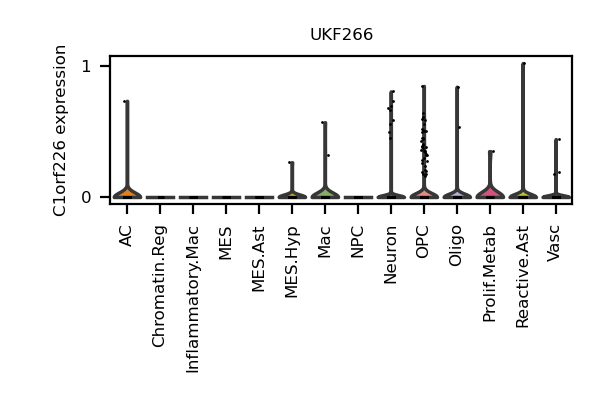 UKF266
C1orf226 expression
1
0
AC
Chromatin.Reg
Inflammatory.Mac
MES
MES.Ast
MES.Hyp
Mac
NPC
Neuron
OPC
Oligo
Prolif.Metab
Reactive.Ast
Vasc